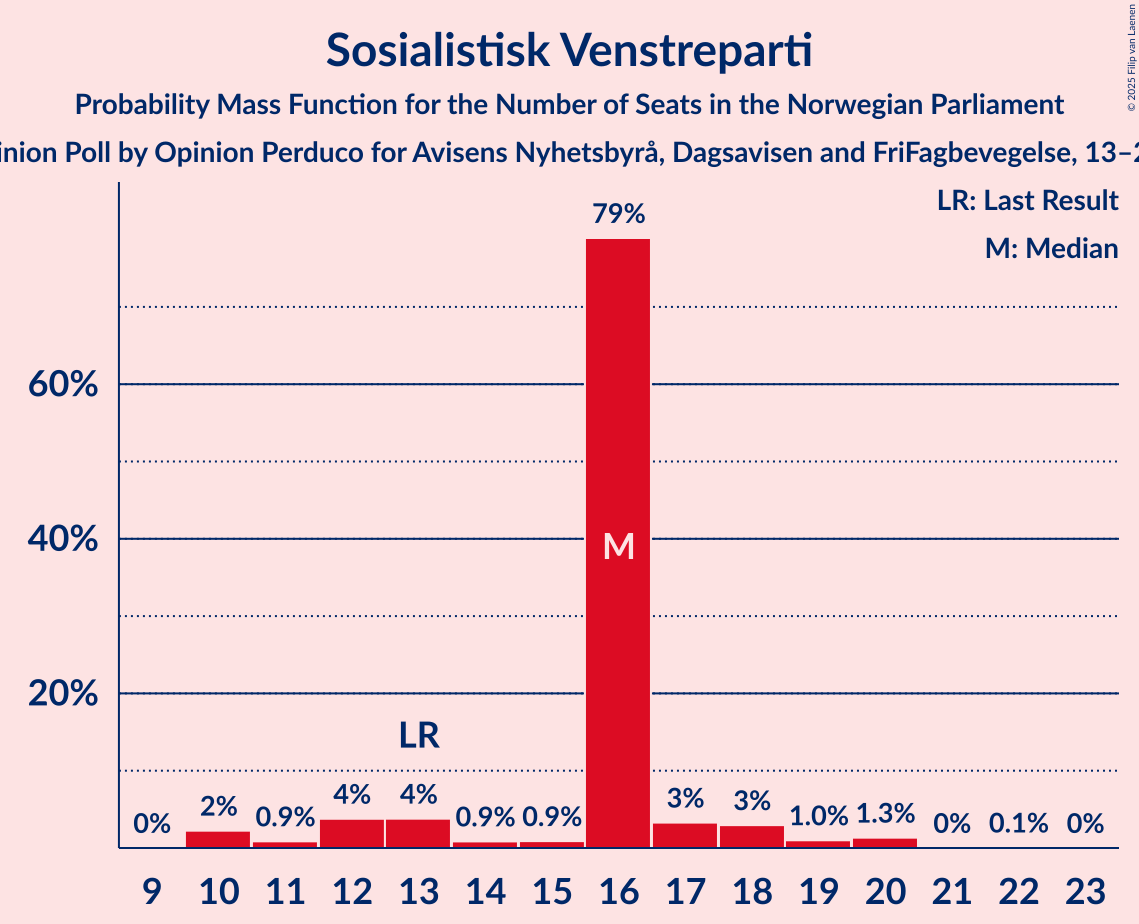 Sosialistisk Venstreparti
Probability Mass Function for the Number of Seats in the Norwegian Parliament
inion Poll by Opinion Perduco for Avisens Nyhetsbyrå, Dagsavisen and FriFagbevegelse, 13–2
© 2025 Filip van Laenen
LR: Last Result
M: Median
79%
60%
40%
M
20%
LR
0% 2% 0.9% 4% 4% 0.9% 0.9% 3% 3% 1.0% 1.3% 0% 0.1% 0%
9 10 11 12 13 14 15 16 17 18 19 20 21 22 23